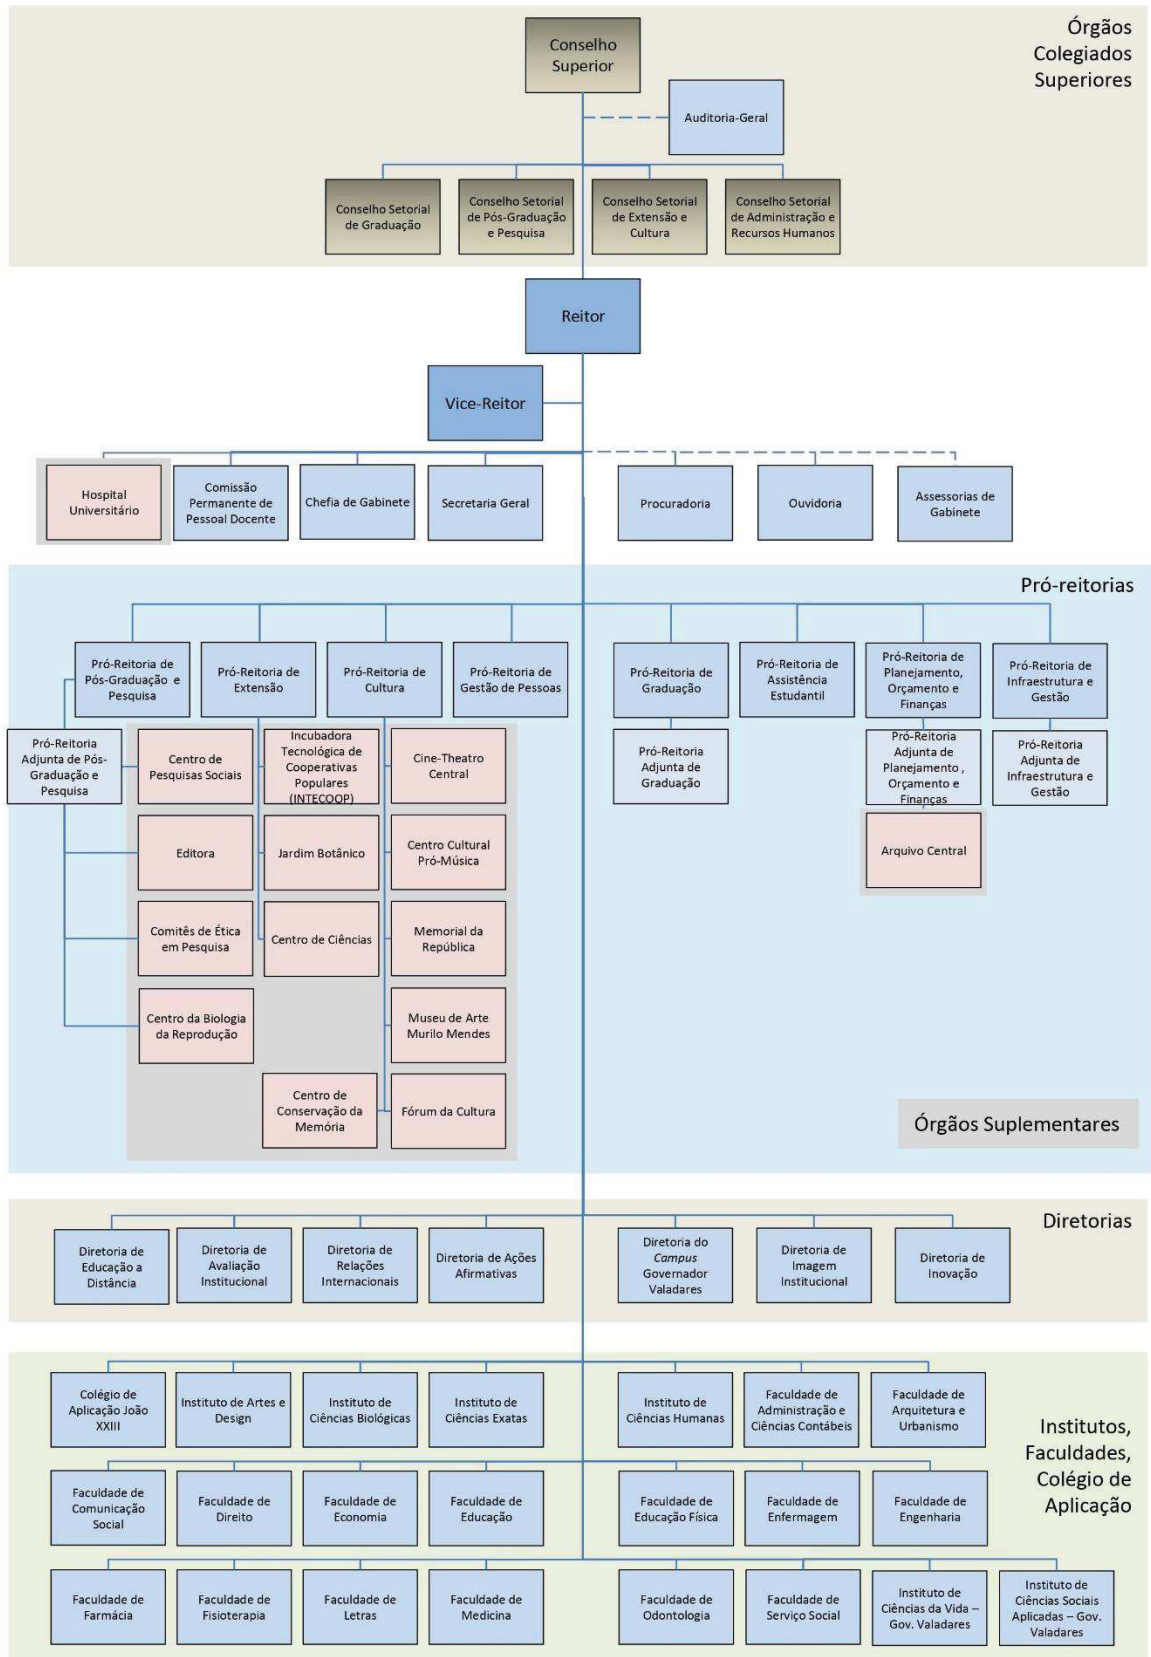 Órgãos
Colegiados
Superiores
Conselho
Superior
Auditoria-Geral
Conselho Setorial
de Graduação
Conselho Setorial
de Pós-Graduação
e Pesquisa
Conselho Setorial
de Extensão e
Cultura
Conselho Setorial
de Administração e
Recursos Humanos
Reitor
Vice-Reitor
Hospital
Universitário
Comissão
Permanente de
Pessoal Docente
Chefia de Gabinete
Secretaria Geral
Procuradoria
Ouvidoria
Assessorias de
Gabinete
Pró-reitorias
Pró-Reitoria de
Pós-Graduação e
Pesquisa
Pró-Reitoria de
Extensão
Pró-Reitoria de
Cultura
Pró-Reitoria de
Gestão de Pessoas
Pró-Reitoria de
Graduação
Pró-Reitoria de
Assistência
Estudantil
Pró-Reitoria de
Planejamento,
Orçamento e
Finanças
Pró-Reitoria de
Infraestrutura e
Gestão
Pró-Reitoria
Adjunta de Pós-
Graduação e
Pesquisa
Centro de
Pesquisas Sociais
Incubadora
Tecnológica de
Cooperativas
Populares
(INTECOOP)
Cine-Theatro
Central
Pró-Reitoria
Adjunta de
Graduação
Pró-Reitoria
Adjunta de
Planejamento ,
Orçamento e
Finanças
Pró-Reitoria
Adjunta de
Infraestrutura e
Gestão
Editora
Jardim Botânico
Centro Cultural
Pró-Música
Arquivo Central
Comitês de Ética
em Pesquisa
Centro de Ciências
Memorial da
República
Centro da Biologia
da Reprodução
Museu de Arte
Murilo Mendes
Centro de
Conservação da
Memória
Fórum da Cultura
Órgãos Suplementares
Diretorias
Diretoria de
Educação a
Distância
Diretoria de
Avaliação
Institucional
Diretoria de
Relações
Internacionais
Diretoria de Ações
Afirmativas
Diretoria do
Campus
Governador
Valadares
Diretoria de
Imagem
Institucional
Diretoria de
Inovação
Colégio de
Aplicação João
XXIII
Instituto de Artes e
Design
Instituto de
Ciências Biológicas
Instituto de
Ciências Exatas
Instituto de
Ciências Humanas
Faculdade de
Administração e
Ciências Contábeis
Faculdade de
Arquitetura e
Urbanismo
Institutos,
Faculdades,
Colégio de
Aplicação
Faculdade de
Comunicação
Social
Faculdade de
Direito
Faculdade de
Economia
Faculdade de
Educação
Faculdade de
Educação Física
Faculdade de
Enfermagem
Faculdade de
Engenharia
Faculdade de
Farmácia
Faculdade de
Fisioterapia
Faculdade de
Letras
Faculdade de
Medicina
Faculdade de
Odontologia
Faculdade de
Serviço Social
Instituto de
Ciências da Vida –
Gov. Valadares
Instituto de
Ciências Sociais
Aplicadas – Gov.
Valadares